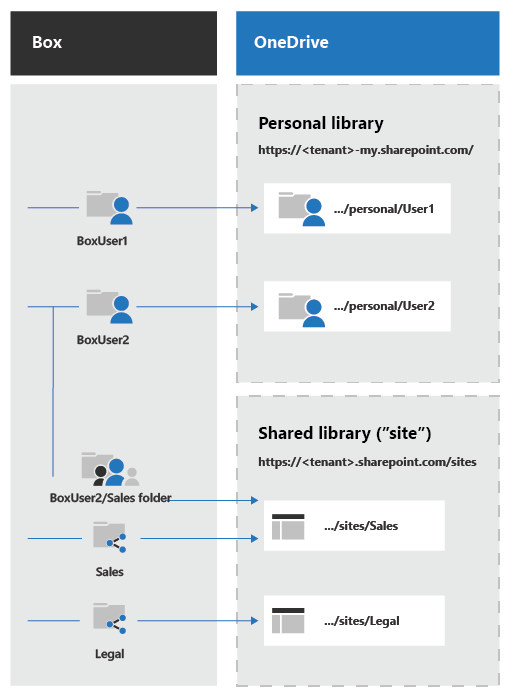 Box
OneDrive
Personal library
https://<tenant>-my.sharepoint.com/
BoxUser1
.../personal/User1
BoxUser2
.../personal/User2
Shared library (”site”)
https://<tenant>.sharepoint.com/sites
BoxUser2/Sales folder
.../sites/Sales
Sales
.../sites/Legal
Legal